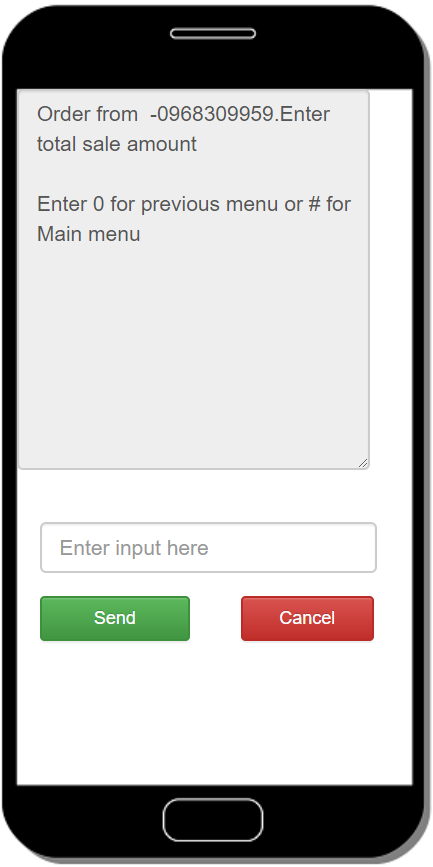 Order from  -0968309959.Enter
total sale amount
Enter 0 for previous menu or # for
Main menu
Enter input here
Send
Cancel